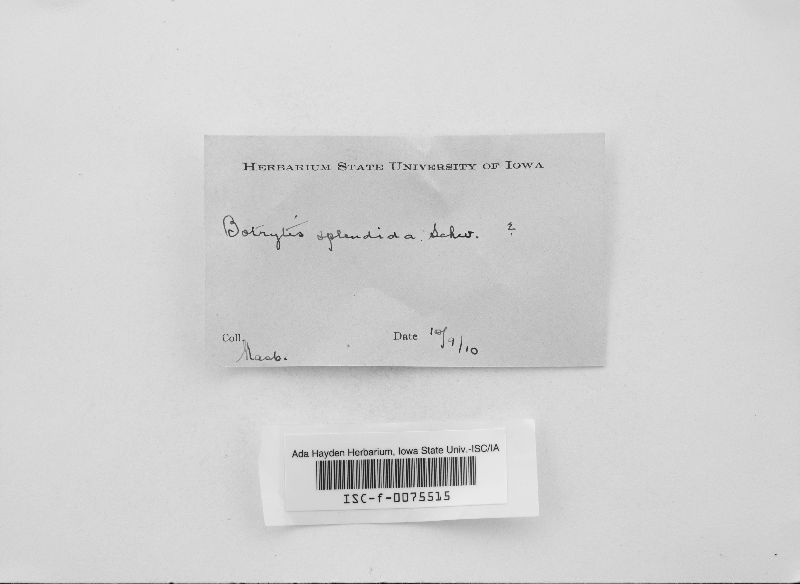 HERBARIUM STATE UNIVERSITY OF IOWA
Botrytis splendida Schw. ?
Coll. Date 10/9/10
Ada Hayden Herbarium, Iowa State Univ.-ISC/IA
ISC-f-0075515